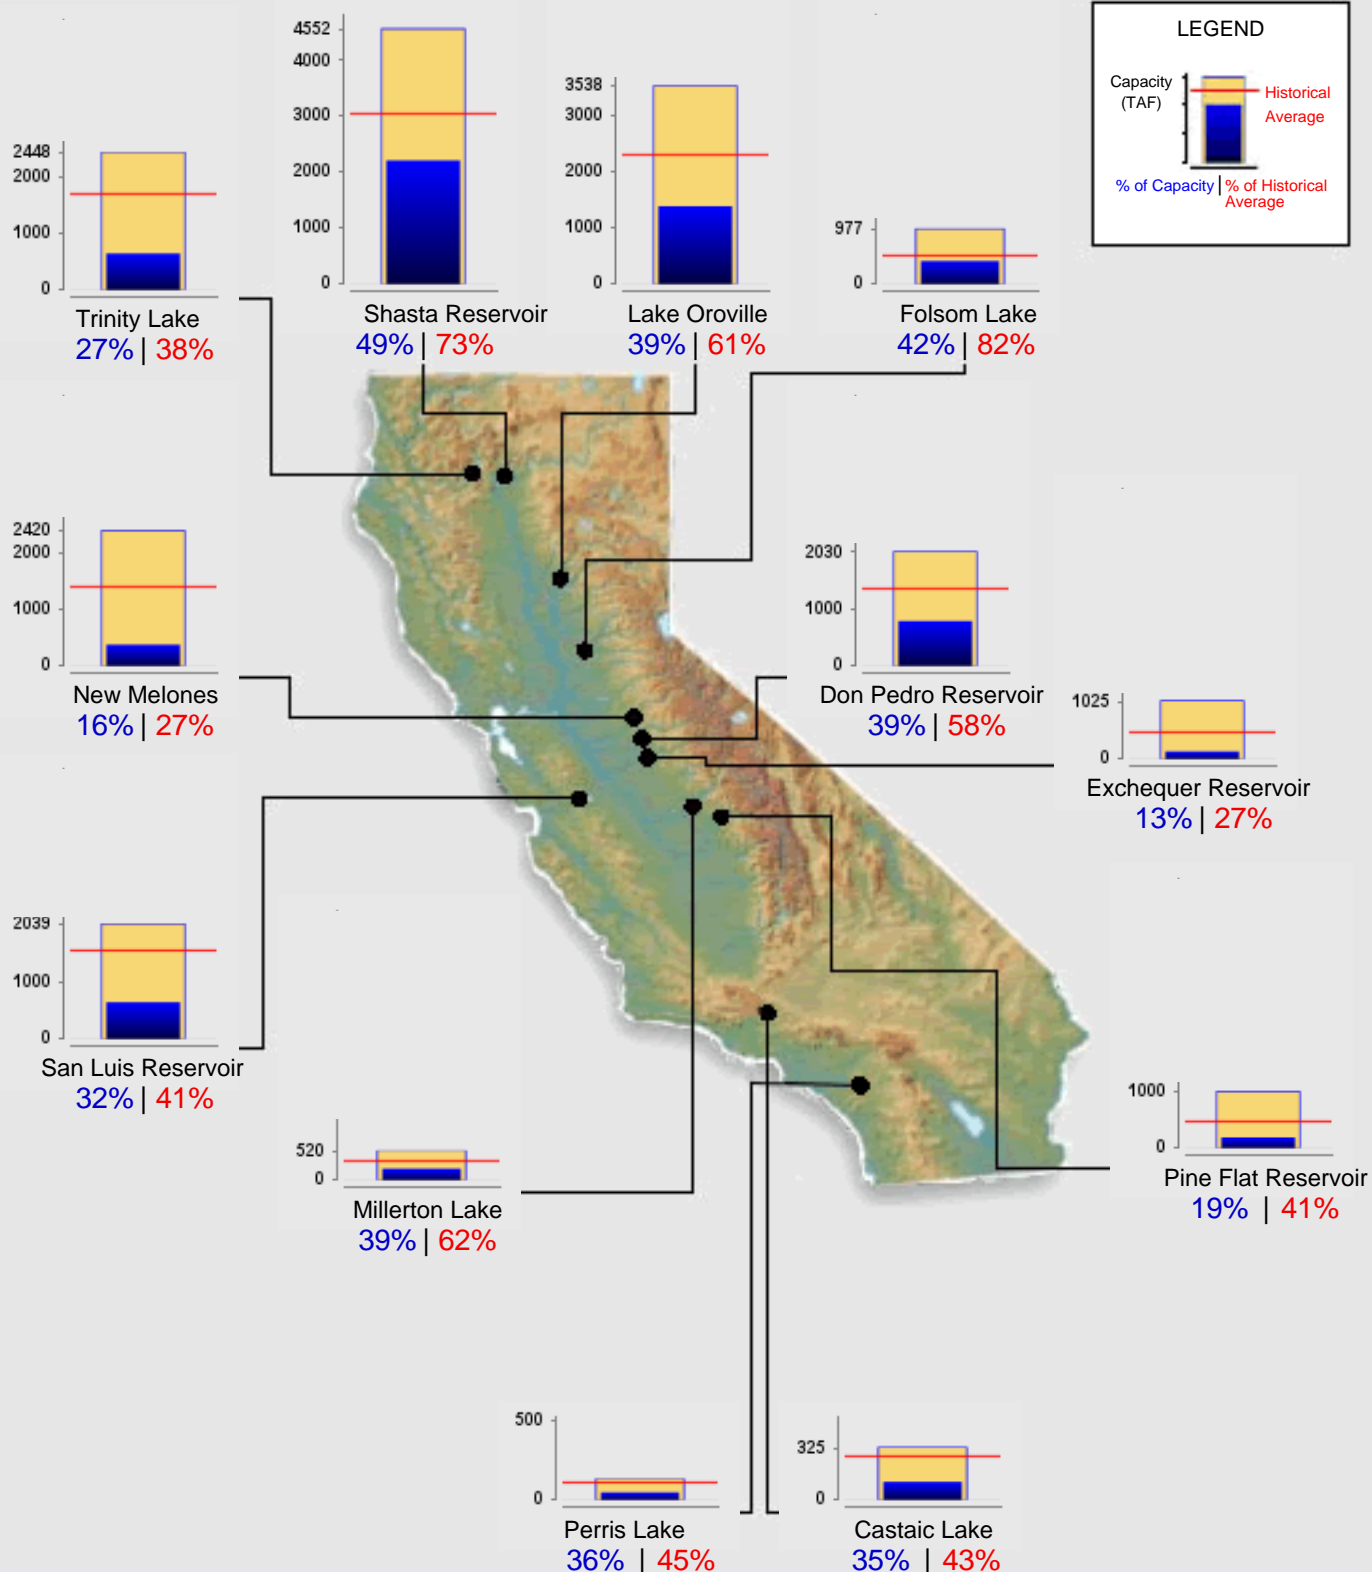 LEGEND
Capacity
(TAF)
Historical
Average
% of Capacity | % of Historical
Average
2448
2000
1000
0
Trinity Lake
27% | 38%
4552
4000
3000
2000
1000
0
Shasta Reservoir
49% | 73%
3538
3000
2000
1000
0
Lake Oroville
39% | 61%
977
0
Folsom Lake
42% | 82%
2420
2000
1000
0
New Melones
16% | 27%
2030
1000
0
Don Pedro Reservoir
39% | 58%
1025
0
Exchequer Reservoir
13% | 27%
2039
1000
0
San Luis Reservoir
32% | 41%
520
0
Millerton Lake
39% | 62%
1000
0
Pine Flat Reservoir
19% | 41%
500
0
Perris Lake
36% | 45%
325
0
Castaic Lake
35% | 43%